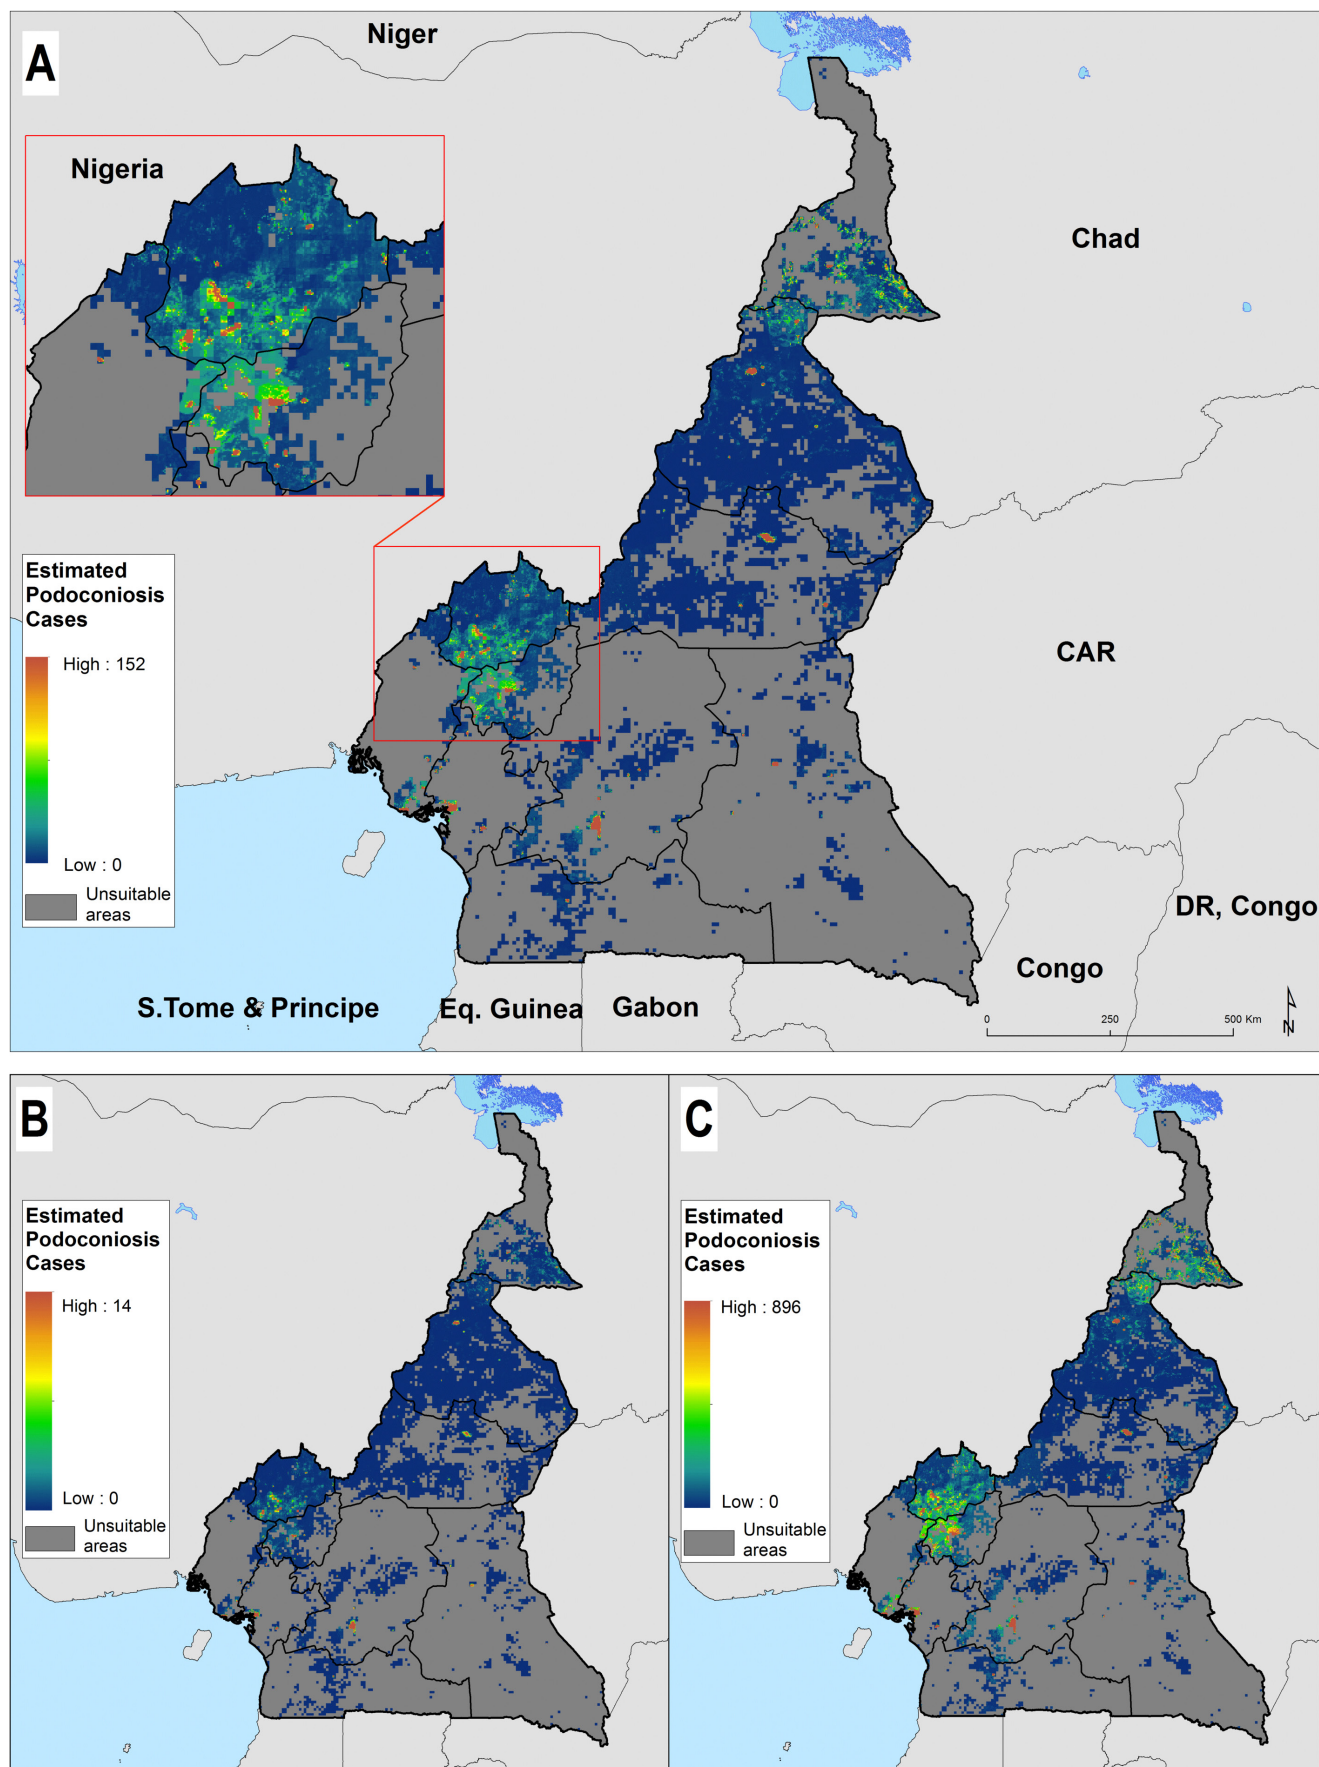 A
Niger
Nigeria
Chad
Estimated
Podoconiosis
Cases
High : 152
Low : 0
Unsuitable
areas
CAR
DR, Congo
Congo
S.Tome & Principe
Eq. Guinea
Gabon
0 250 500 Km
N
B
Estimated
Podoconiosis
Cases
High : 14
Low : 0
Unsuitable
areas
C
Estimated
Podoconiosis
Cases
High : 896
Low : 0
Unsuitable
areas